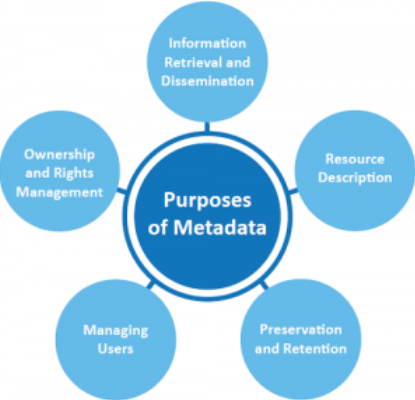 Information
Retrieval and
Dissemination
Ownership
and Rights
Management
Resource
Description
Purposes
of Metadata
Managing
Users
Preservation
and Retention